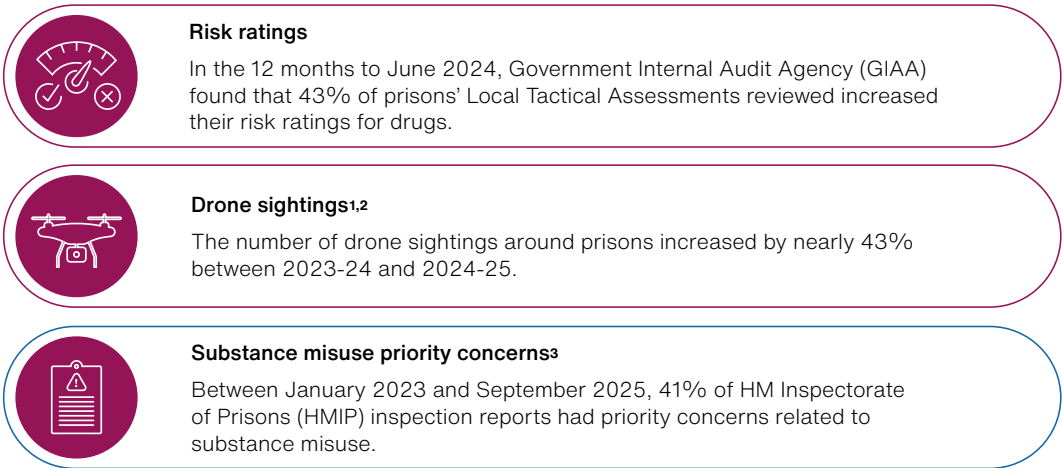 Risk ratings
In the 12 months to June 2024, Government Internal Audit Agency (GIAA)
found that 43% of prisons’ Local Tactical Assessments reviewed increased
their risk ratings for drugs.
Drone sightings1,2
The number of drone sightings around prisons increased by nearly 43%
between 2023-24 and 2024-25.
Substance misuse priority concerns3
Between January 2023 and September 2025, 41% of HM Inspectorate
of Prisons (HMIP) inspection reports had priority concerns related to
substance misuse.